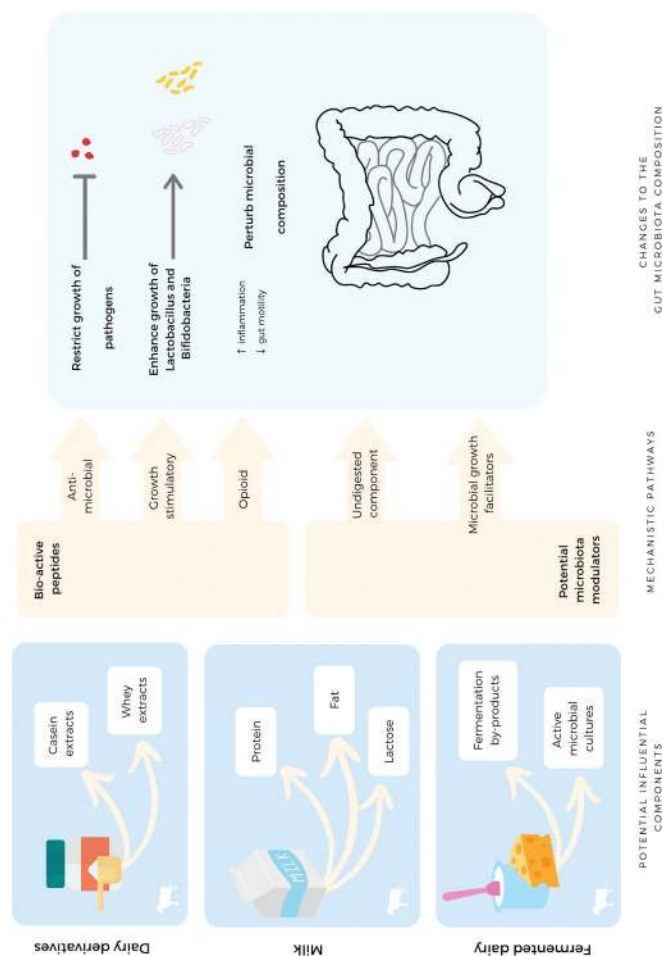 Dairy derivatives
Casein
extracts
Whey
extracts
Milk
MILK
Protein
Fat
Lactose
Fermented dairy
Fermentation
by-products
Active
microbial
cultures
POTENTIAL INFLUENTIAL
COMPONENTS
Bio-active
peptides
Anti-
microbial
Growth
stimulatory
Opioid
Undigested
component
Microbial growth
facilitators
Potential
microbiota
modulators
MECHANISTIC PATHWAYS
Restrict growth of
pathogens
Enhance growth of
Lactobacillus and
Bifidobacteria
↑ inflammation
↓ gut motility
Perturb microbial
composition
CHANGES TO THE
GUT MICROBIOTA COMPOSITION